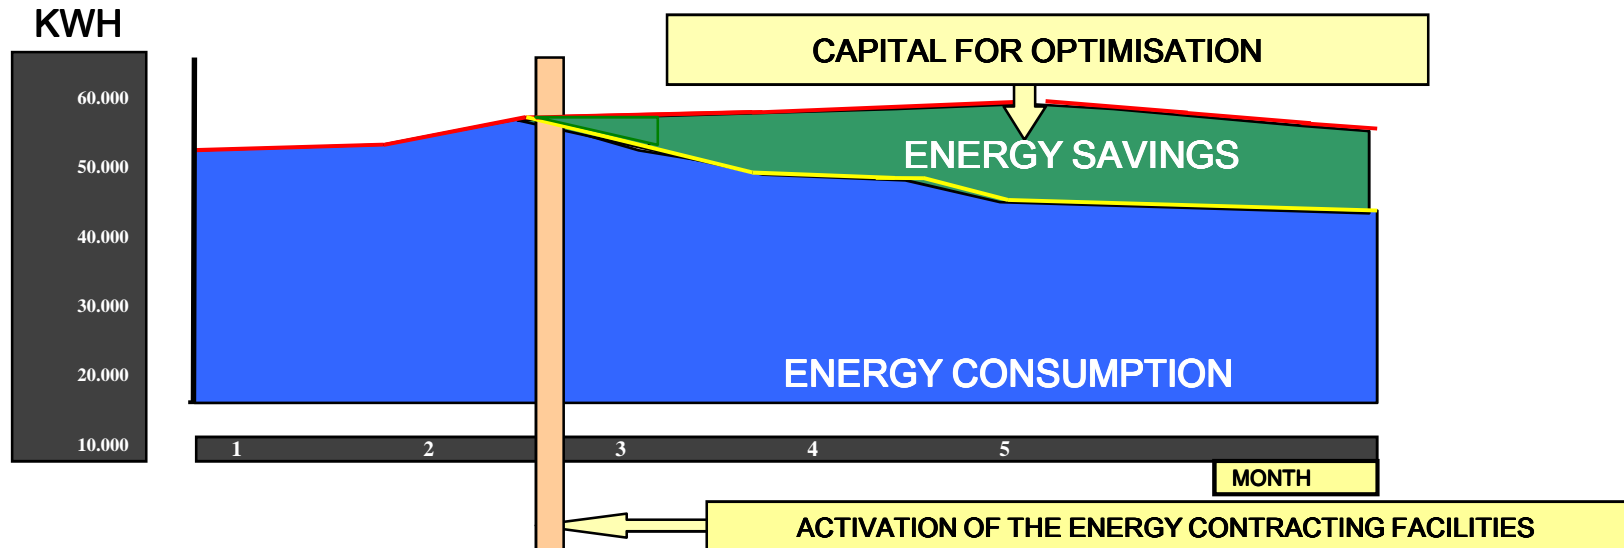 KWH
CAPITAL FOR OPTIMISATION
60.000
50.000
ENERGY SAVINGS
40.000
30.000
20.000
ENERGY CONSUMPTION
10.000
1 2 3 4 5
MONTH
ACTIVATION OF THE ENERGY CONTRACTING FACILITIES